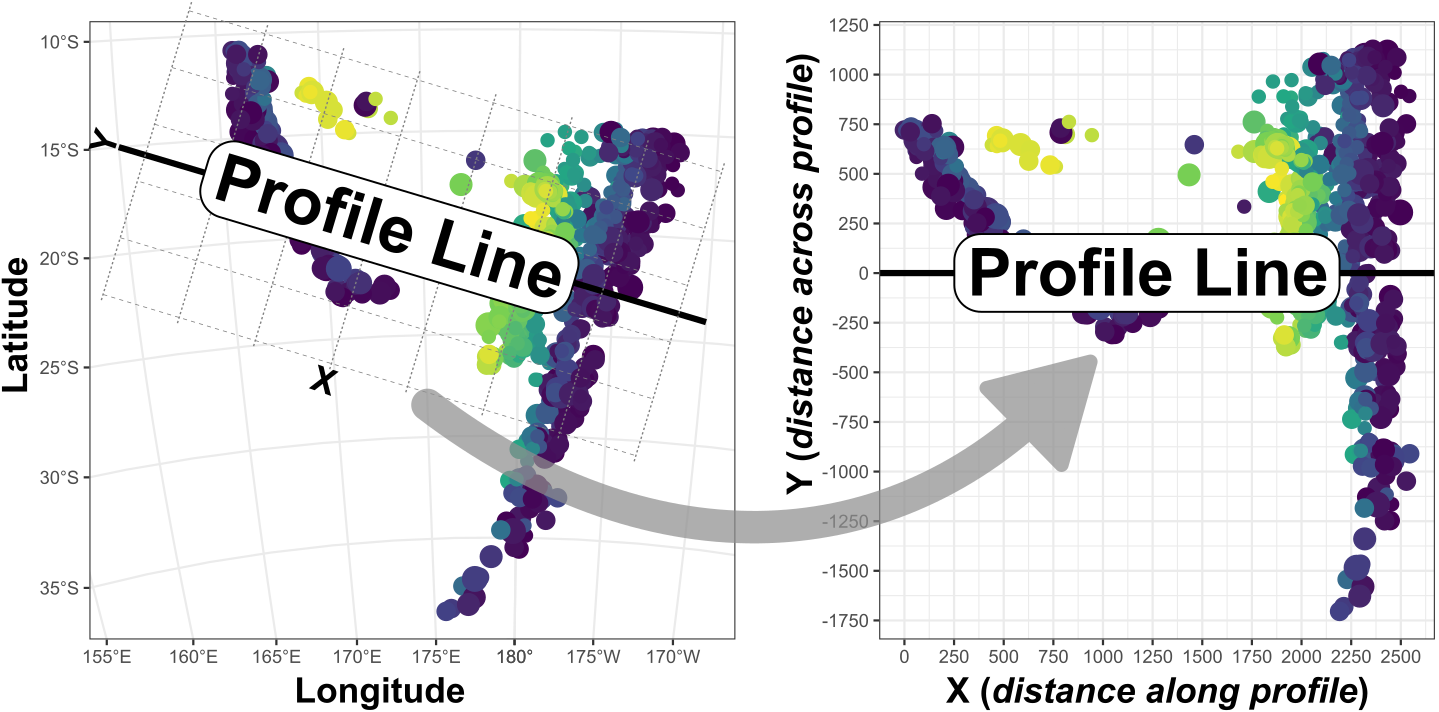 10°S
15°S
20°S
25°S
30°S
35°S
Latitude
Y
Profile Line
X
155°E
160°E
165°E
170°E
175°E
180°
175°W
170°W
Longitude
1250
1000
750
500
250
0
-250
-500
-750
-1000
-1250
-1500
-1750
Y (distance across profile)
Profile Line
0
250
500
750
1000
1250
1500
1750
2000
2250
2500
X (distance along profile)